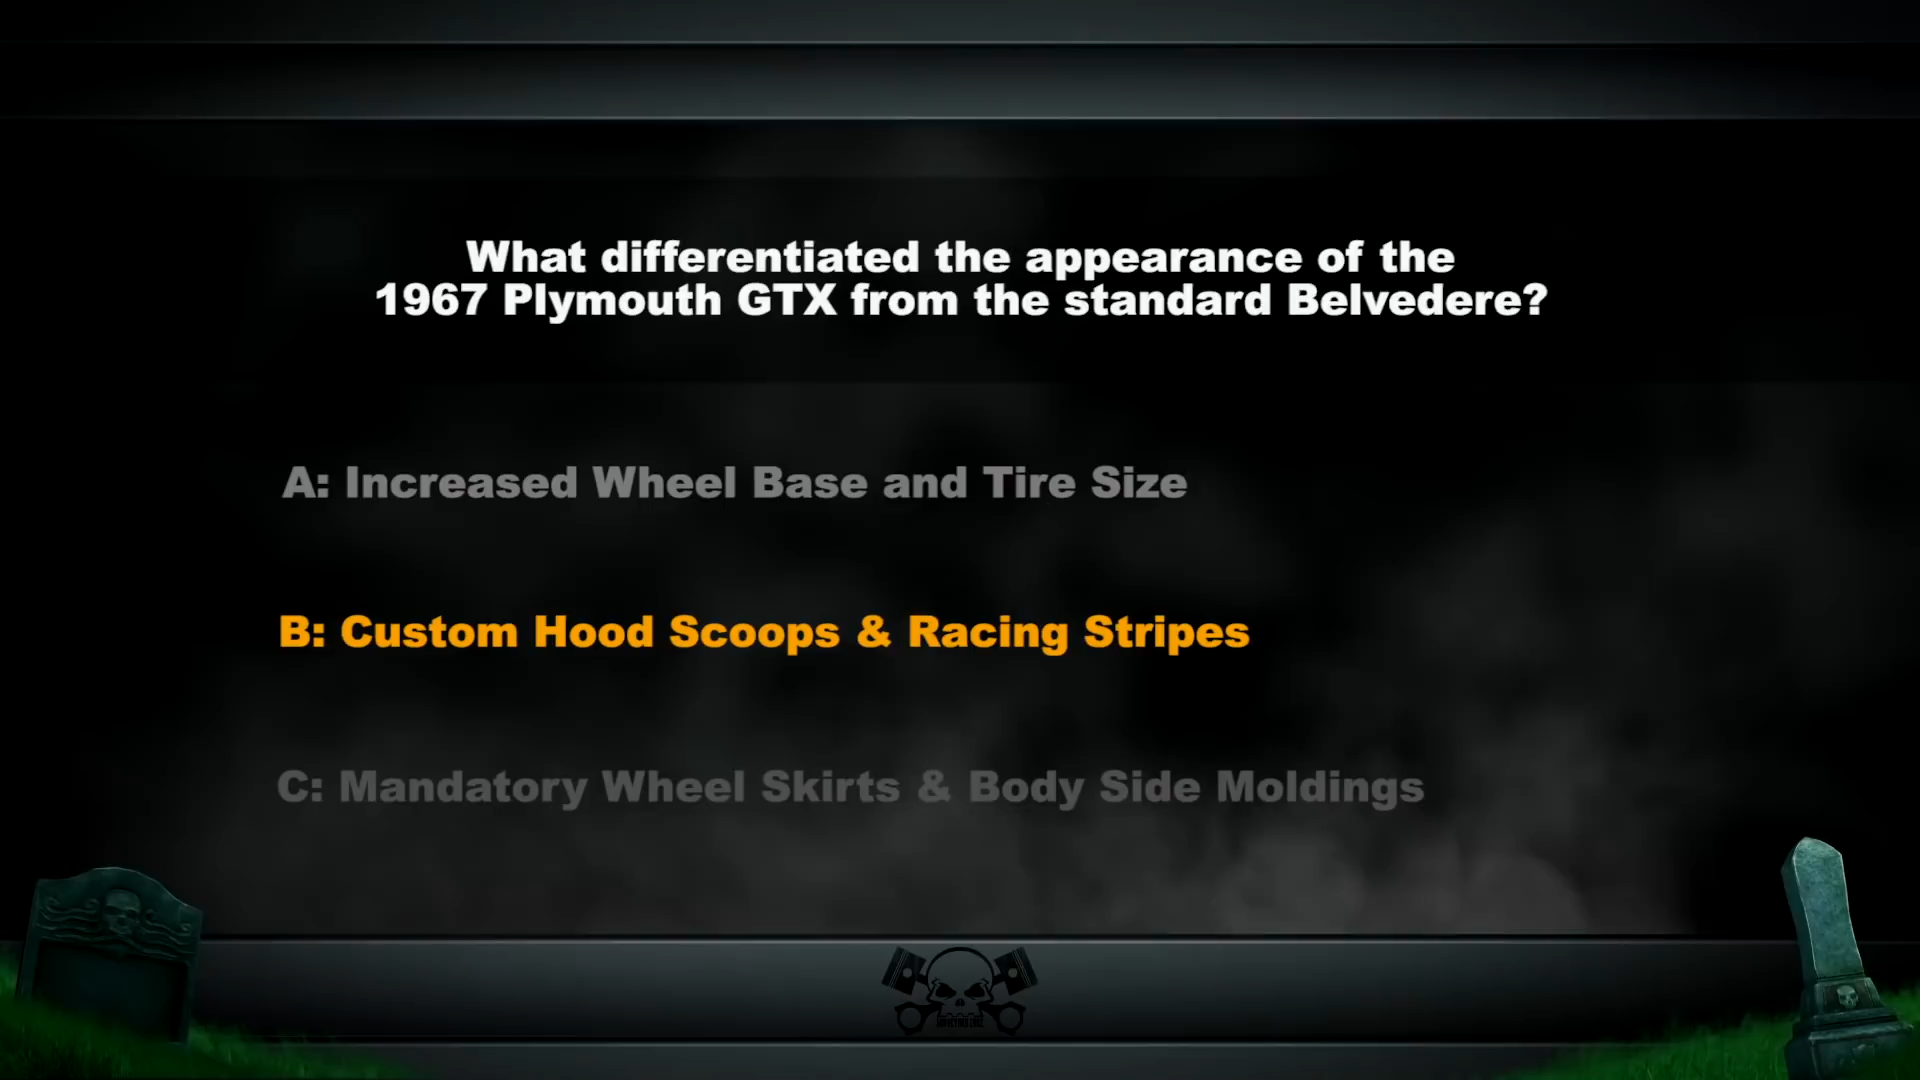 What differentiated the appearance of the
1967 Plymouth GTX from the standard Belvedere?
A: Increased Wheel Base and Tire Size
B: Custom Hood Scoops & Racing Stripes
C: Mandatory Wheel Skirts & Body Side Moldings